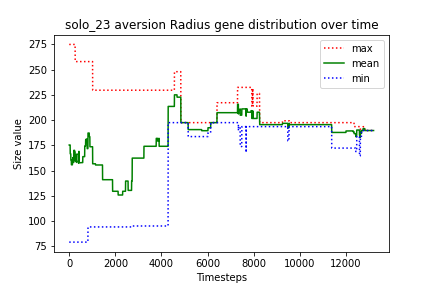 solo_23 aversion Radius gene distribution over time
Size value
275
250
225
200
175
150
125
100
75
max
mean
min
0
2000
4000
6000
8000
10000
12000
Timesteps